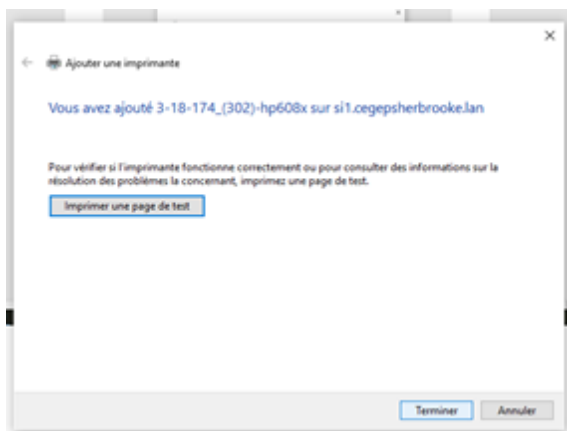 Ajouter une imprimante
Vous avez ajouté 3-18-174_(302)-hp608x sur si1.cegepsherbrooke.lan
Pour vérifier si l'imprimante fonctionne correctement ou pour consulter des informations sur la
résolution des problèmes la concernant, imprimez une page de test.
Imprimer une page de test
Terminer Annuler